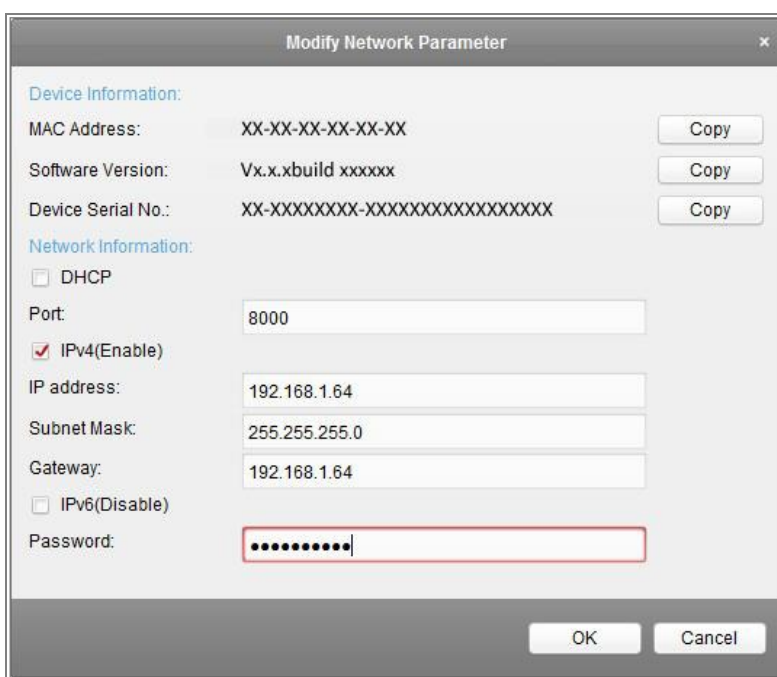 Modify Network Parameter ×
Device Information:
MAC Address: XX-XX-XX-XX-XX-XX Copy
Software Version: Vx.x.xbuild xxxxxx Copy
Device Serial No.: XX-XXXXXXXX-XXXXXXXXXXXXXXXX Copy
Network Information:
DHCP
Port: 8000
IPv4(Enable)
IP address: 192.168.1.64
Subnet Mask: 255.255.255.0
Gateway: 192.168.1.64
IPv6(Disable)
Password: ●●●●●●●●●●
OK Cancel